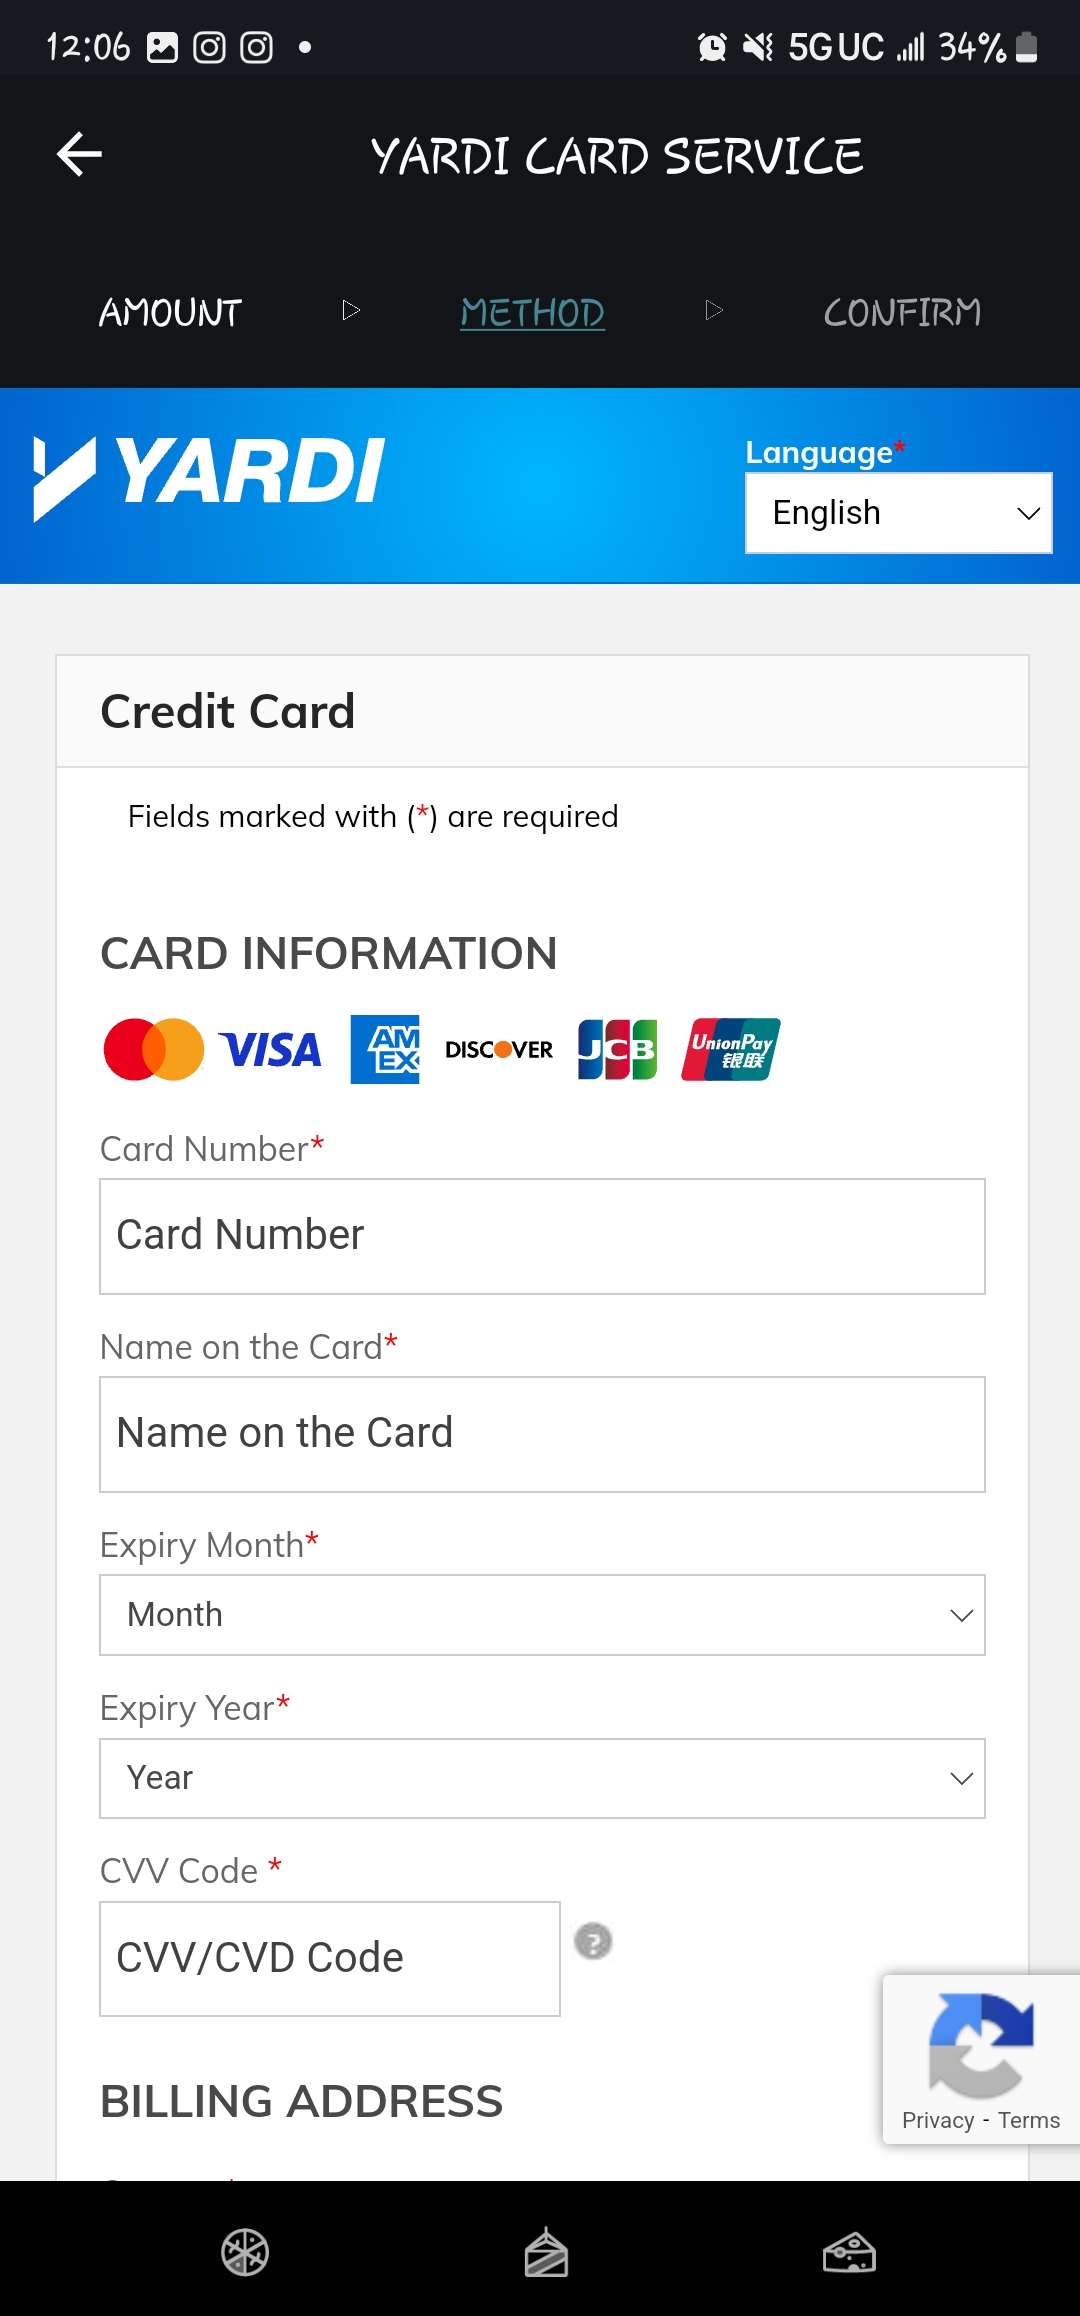 12:06 5G UC 34%
YARDI CARD SERVICE
AMOUNT METHOD CONFIRM
YARDI
Language*
English
Credit Card
Fields marked with (*) are required
CARD INFORMATION
VISA AM EX DISCOVER JCB UnionPay 银联
Card Number*
Card Number
Name on the Card*
Name on the Card
Expiry Month*
Month
Expiry Year*
Year
CVV Code *
CVV/CVD Code ?
BILLING ADDRESS
Privacy - Terms